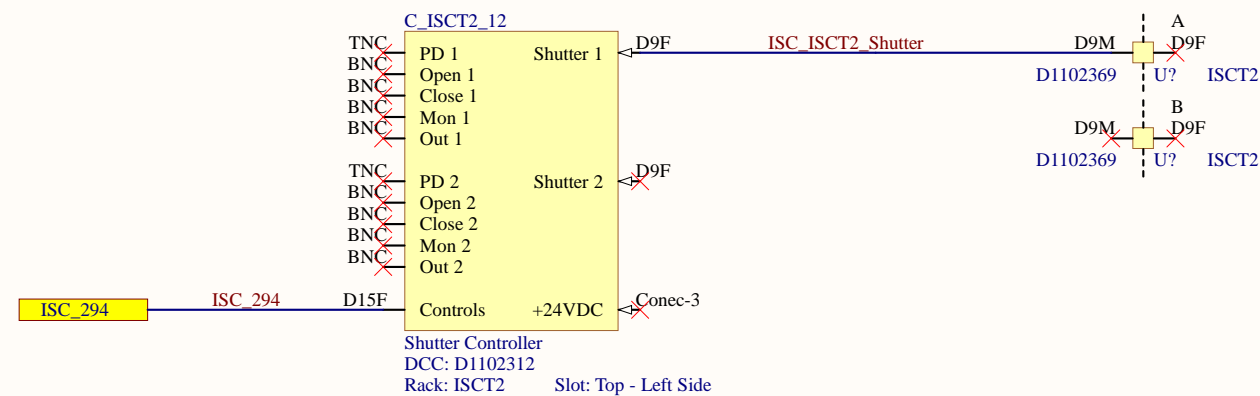 C_ISCT2_12
A
TNC PD 1 Shutter 1 D9F ISC_ISCT2_Shutter D9M D9F
BNC Open 1 D1102369 U? ISCT2
BNC Close 1
BNC Mon 1 B
BNC Out 1 D9M D9F
D1102369 U? ISCT2
TNC PD 2 Shutter 2 D9F
BNC Open 2
BNC Close 2
BNC Mon 2
BNC Out 2
ISC_294 ISC_294 D15F Controls +24VDC Conec-3
Shutter Controller
DCC: D1102312
Rack: ISCT2 Slot: Top - Left Side